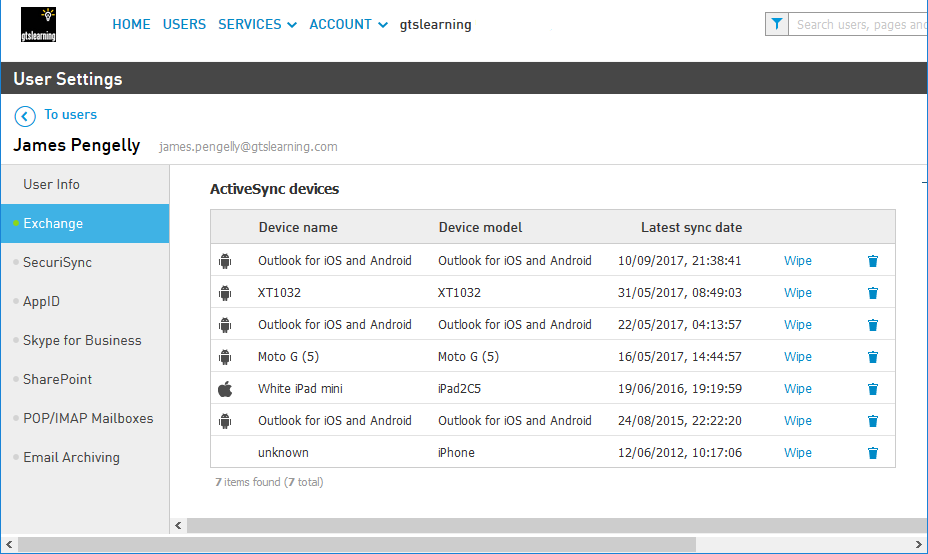 gtslearning
HOME USERS SERVICES ACCOUNT gtslearning
Search users, pages and
User Settings
To users
James Pengelly james.pengelly@gtslearning.com
User Info
Exchange
SecuriSync
AppID
Skype for Business
SharePoint
POP/IMAP Mailboxes
Email Archiving
ActiveSync devices
Device name Device model Latest sync date
Outlook for iOS and Android Outlook for iOS and Android 10/09/2017, 21:38:41 Wipe
XT1032 XT1032 31/05/2017, 08:49:03 Wipe
Outlook for iOS and Android Outlook for iOS and Android 22/05/2017, 04:13:57 Wipe
Moto G (5) Moto G (5) 16/05/2017, 14:44:57 Wipe
White iPad mini iPad2C5 19/06/2016, 19:19:59 Wipe
Outlook for iOS and Android Outlook for iOS and Android 24/08/2015, 22:22:20 Wipe
unknown iPhone 12/06/2012, 10:17:06 Wipe
7 items found (7 total)